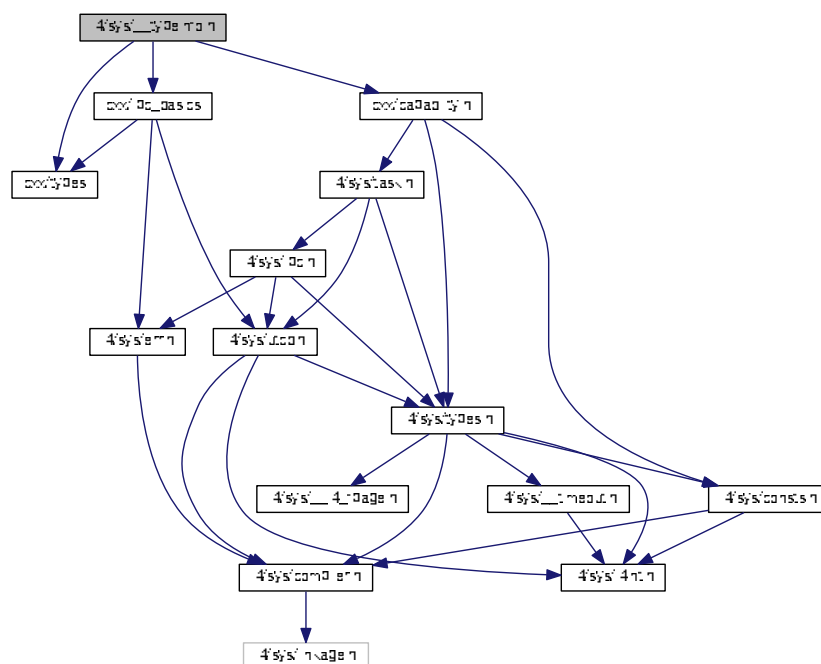 l4/sys/__typeinfo.h
cxx/ipc_basics
cxx/capability.h
cxx/types
l4/sys/task.h
l4/sys/ipc.h
l4/sys/err.h
l4/sys/utcb.h
l4/sys/types.h
l4/sys/__l4_fpage.h
l4/sys/__timeout.h
l4/sys/consts.h
l4/sys/compiler.h
l4/sys/l4int.h
l4/sys/linkage.h